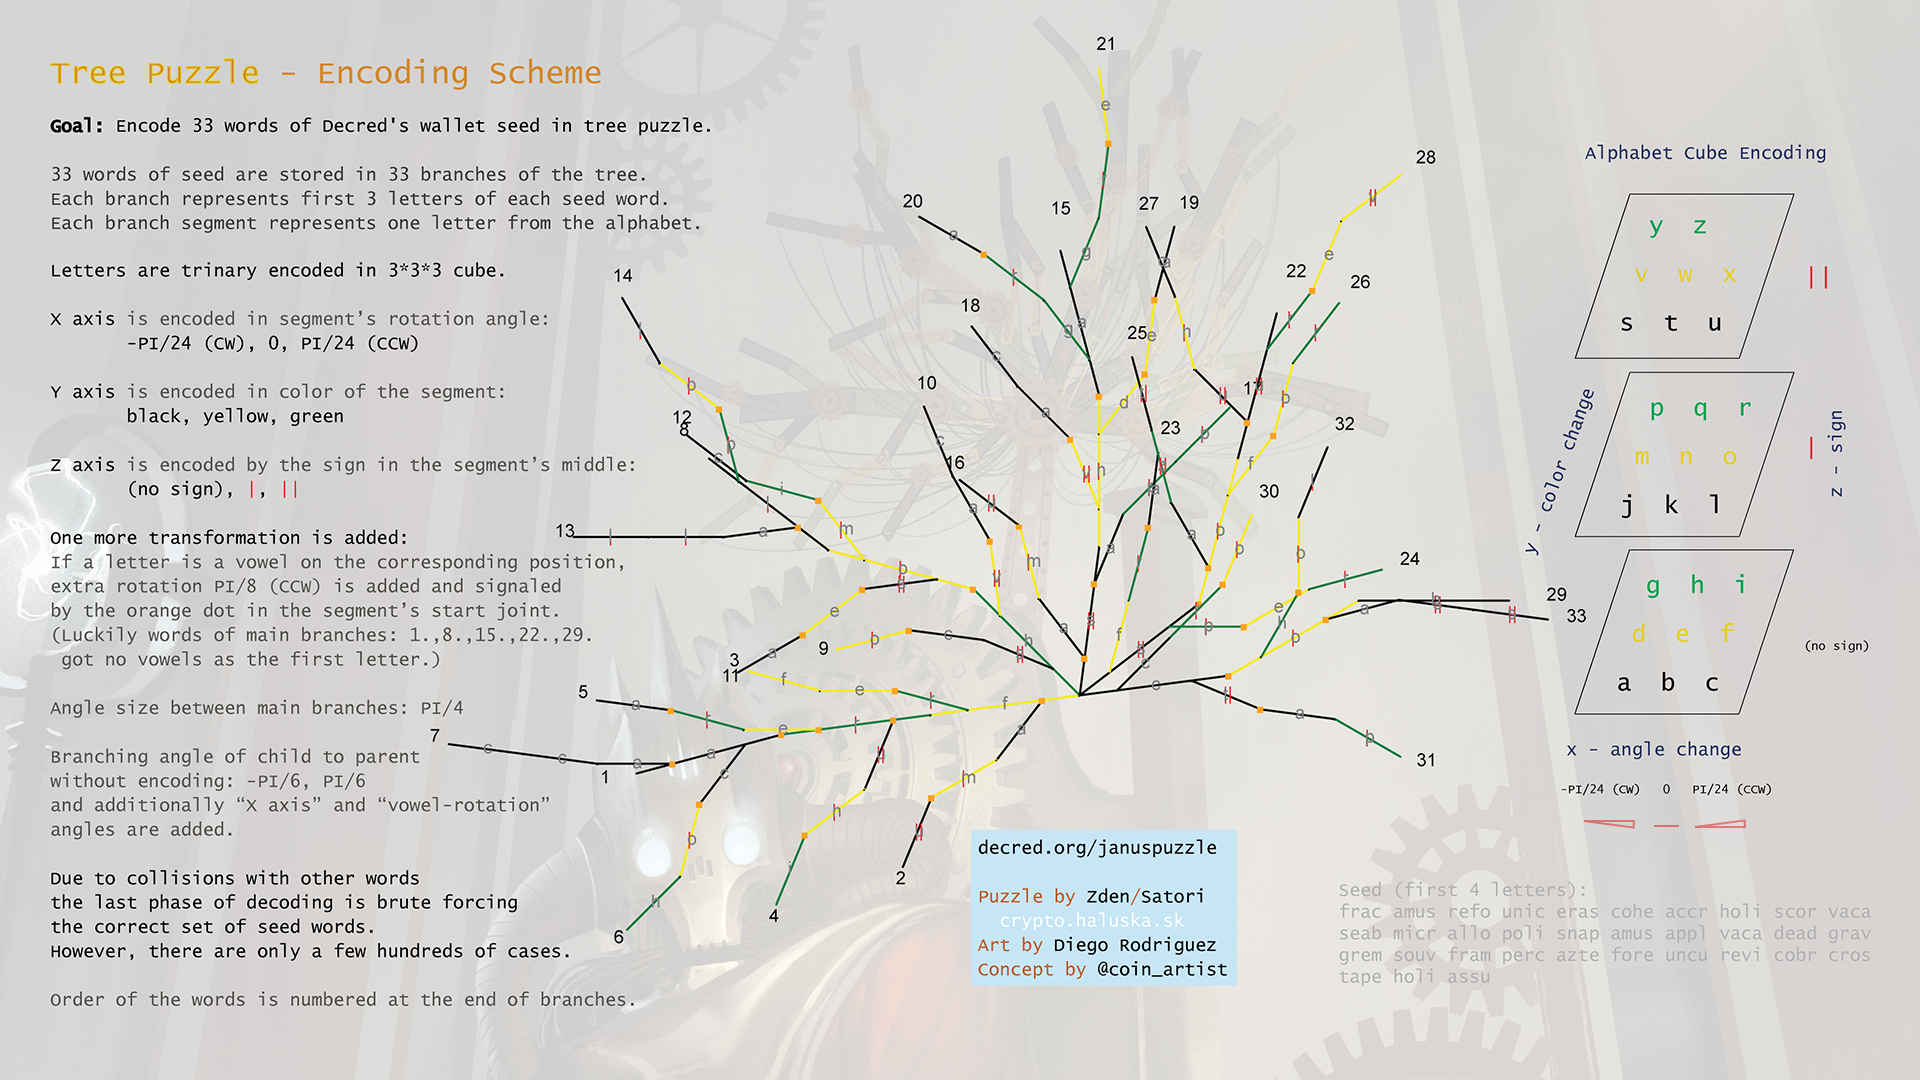 Tree Puzzle - Encoding Scheme
Goal: Encode 33 words of Decred's wallet seed in tree puzzle.
33 words of seed are stored in 33 branches of the tree.
Each branch represents first 3 letters of each seed word.
Each branch segment represents one letter from the alphabet.
Letters are trinary encoded in 3*3*3 cube.
X axis is encoded in segment’s rotation angle:
-PI/24 (CW), 0, PI/24 (CCW)
Y axis is encoded in color of the segment:
black, yellow, green
Z axis is encoded by the sign in the segment’s middle:
(no sign), |, ||
One more transformation is added:
If a letter is a vowel on the corresponding position,
extra rotation PI/8 (CCW) is added and signaled
by the orange dot in the segment’s start joint.
(Luckily words of main branches: 1.,8.,15.,22.,29.
got no vowels as the first letter.)
Angle size between main branches: PI/4
Branching angle of child to parent
without encoding: -PI/6, PI/6
and additionally “X axis” and “vowel-rotation”
angles are added.
Due to collisions with other words
the last phase of decoding is brute forcing
the correct set of seed words.
However, there are only a few hundreds of cases.
Order of the words is numbered at the end of branches.
21
28
20
15
27
19
14
22
26
18
25
10
17
12
8
32
23
16
30
13
24
29
33
9
3
11
5
7
1
31
2
4
6
decred.org/januspuzzle
Puzzle by Zden/Satori
crypto.haluska.sk
Art by Diego Rodriguez
Concept by @coin_artist
Alphabet Cube Encoding
y z
v w x
s t u
||
p q r
m n o
j k l
|
g h i
d e f
a b c
(no sign)
y - color change
z - sign
x - angle change
-PI/24 (CW) 0 PI/24 (CCW)
Seed (first 4 letters):
frac amus refo unic eras cohe accr holi scor vaca
seab micr allo poli snap amus appl vaca dead grav
grem souv fram perc azte fore uncu revi cobr cros
tape holi assu